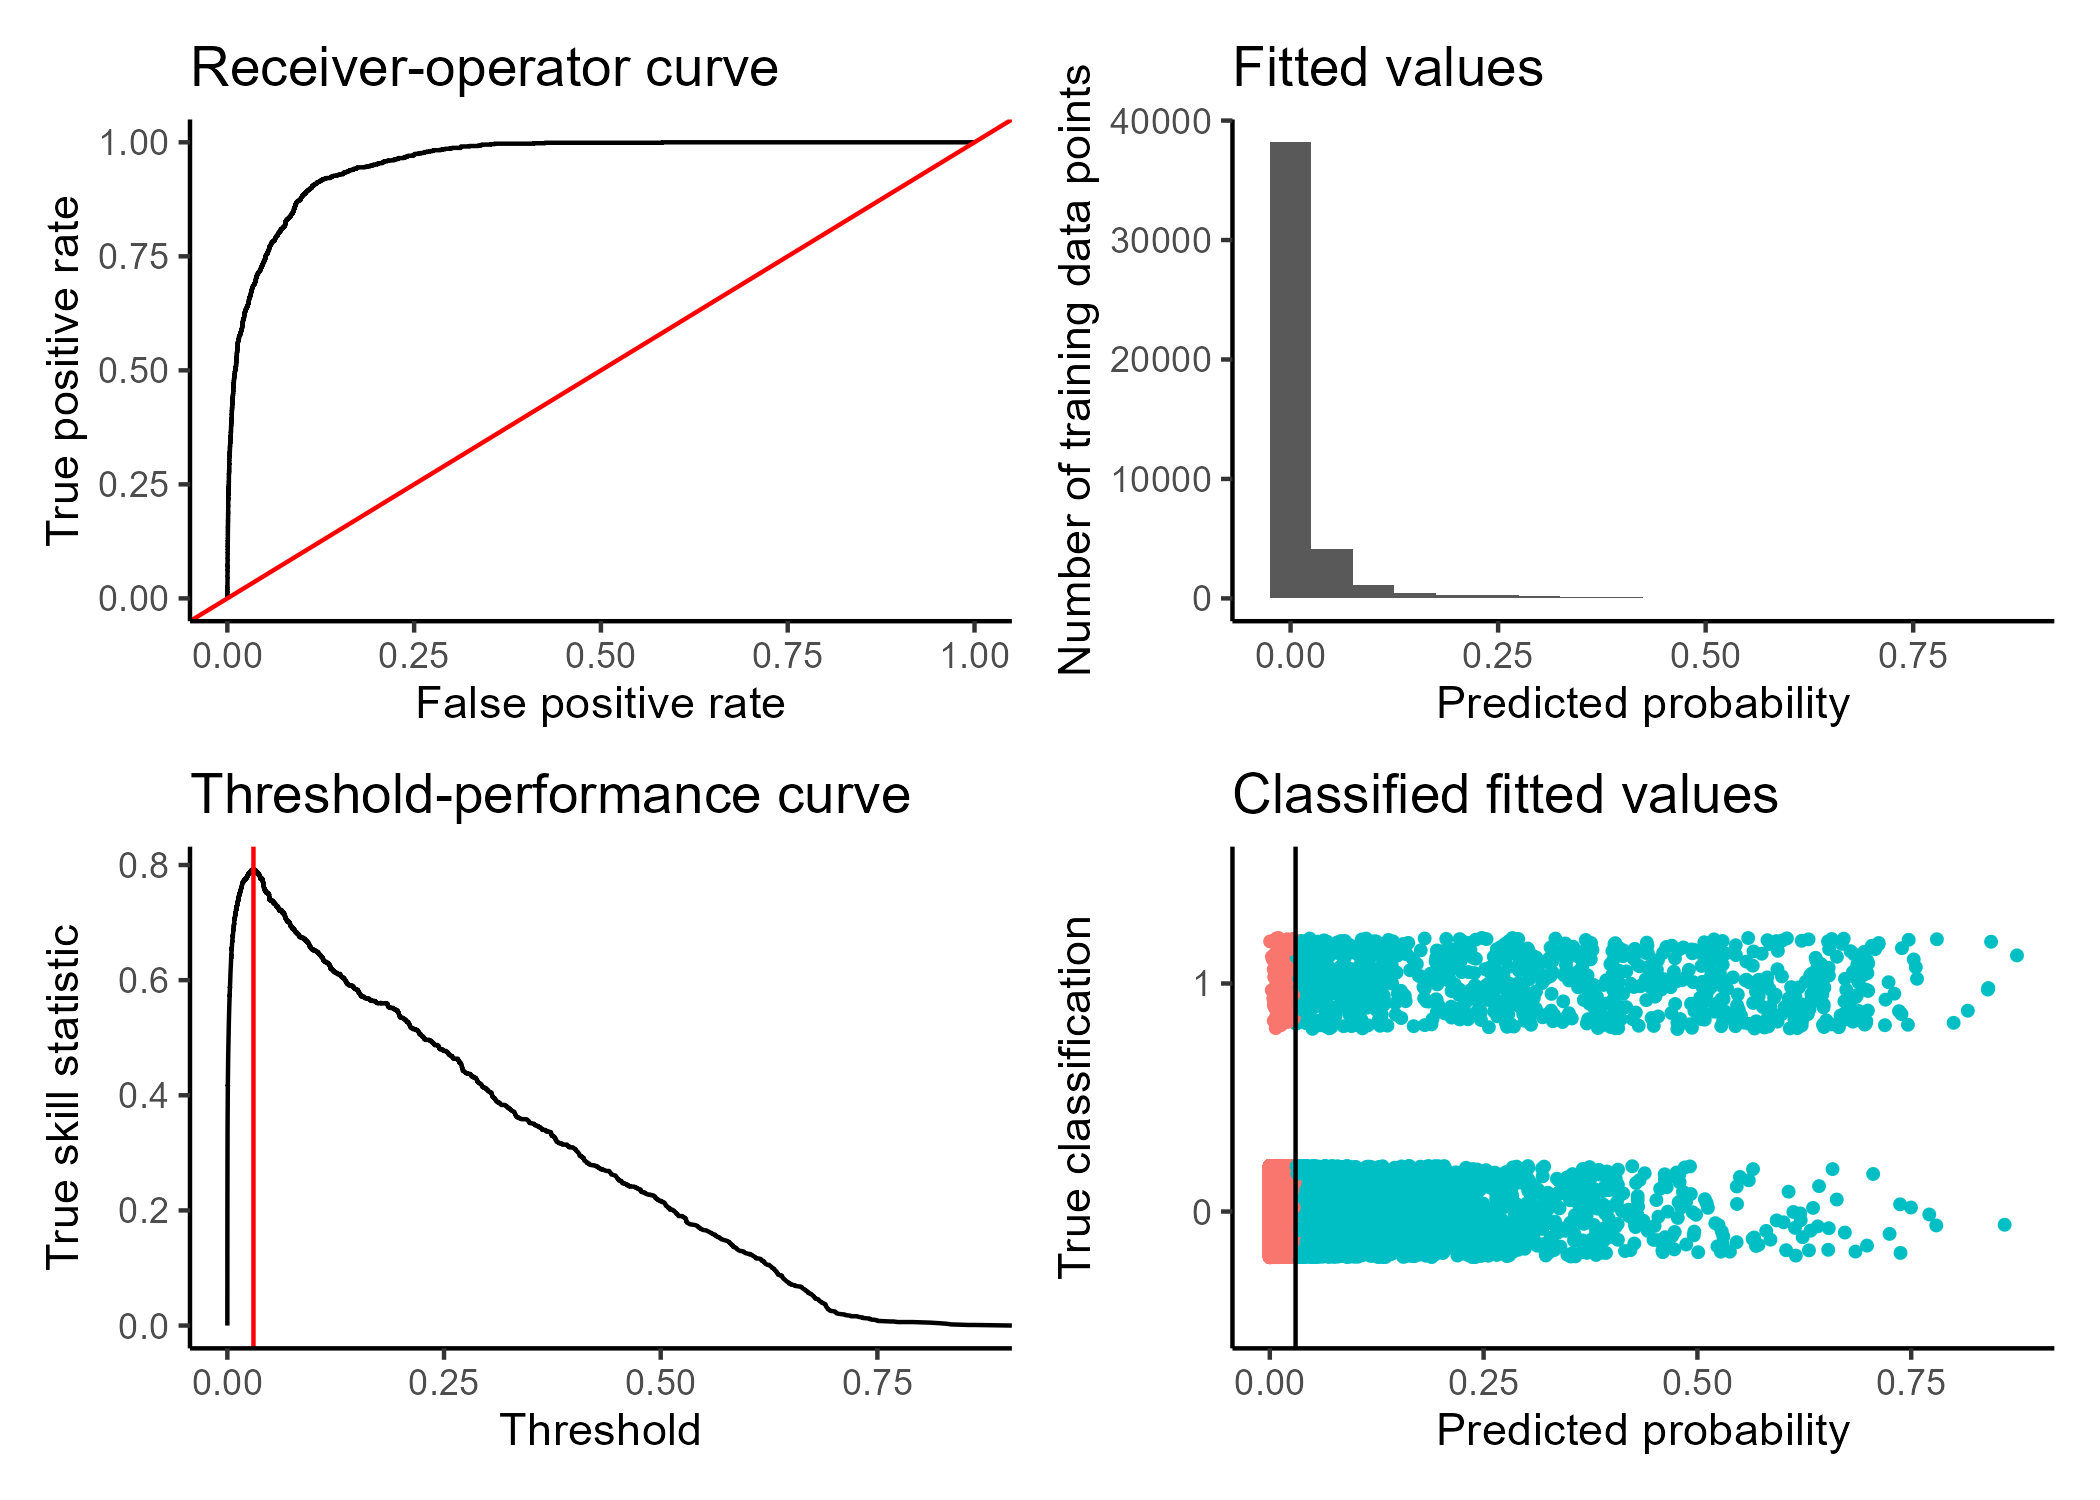 Receiver-operator curve
True positive rate
1.00
0.75
0.50
0.25
0.00
0.00 0.25 0.50 0.75 1.00
False positive rate
Fitted values
Number of training data points
40000
30000
20000
10000
0
0.00 0.25 0.50 0.75
Predicted probability
Threshold-performance curve
True skill statistic
0.8
0.6
0.4
0.2
0.0
0.00 0.25 0.50 0.75
Threshold
Classified fitted values
True classification
1
0
0.00 0.25 0.50 0.75
Predicted probability